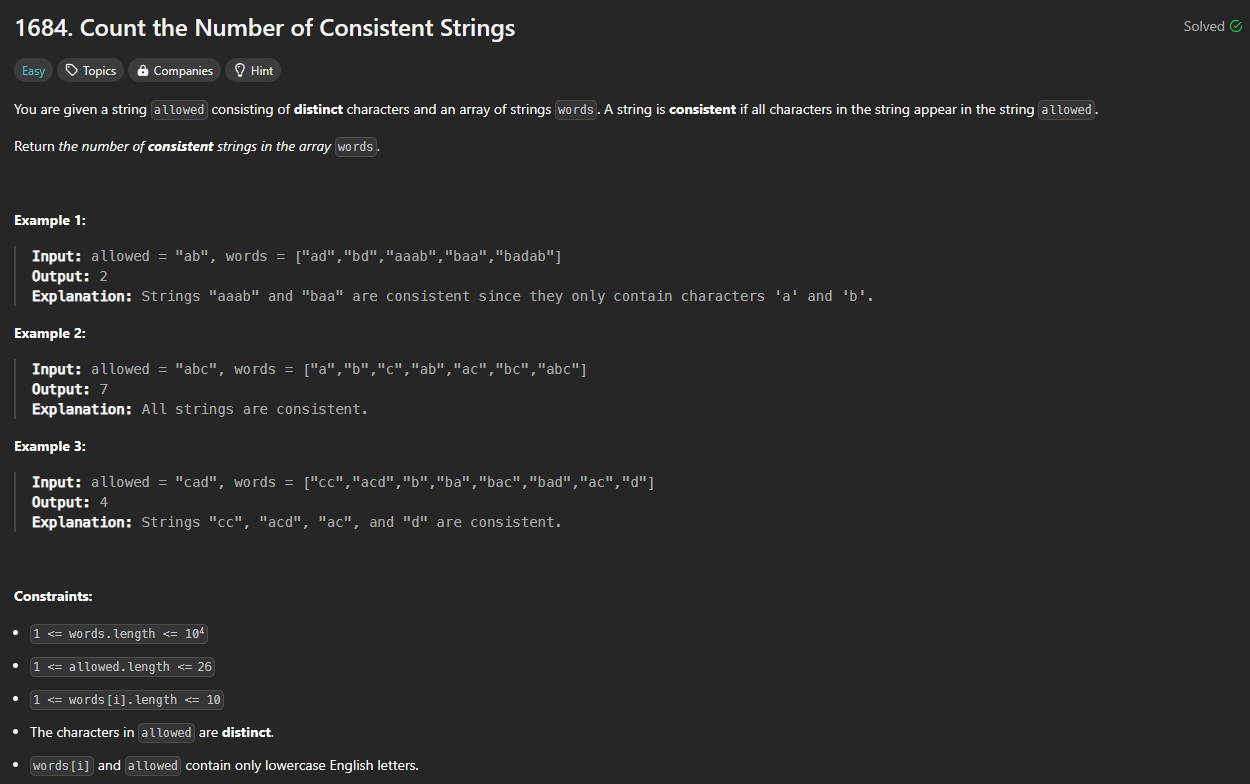 1684. Count the Number of Consistent Strings
Solved
Easy Topics Companies Hint
You are given a string allowed consisting of distinct characters and an array of strings words. A string is consistent if all characters in the string appear in the string allowed.
Return the number of consistent strings in the array words.
Example 1:
Input: allowed = "ab", words = ["ad","bd","aaab","baa","badab"]
Output: 2
Explanation: Strings "aaab" and "baa" are consistent since they only contain characters 'a' and 'b'.
Example 2:
Input: allowed = "abc", words = ["a","b","c","ab","ac","bc","abc"]
Output: 7
Explanation: All strings are consistent.
Example 3:
Input: allowed = "cad", words = ["cc","acd","b","ba","bac","bad","ac","d"]
Output: 4
Explanation: Strings "cc", "acd", "ac", and "d" are consistent.
Constraints:
• 1 <= words.length <= 10⁴
• 1 <= allowed.length <= 26
• 1 <= words[i].length <= 10
• The characters in allowed are distinct.
• words[i] and allowed contain only lowercase English letters.